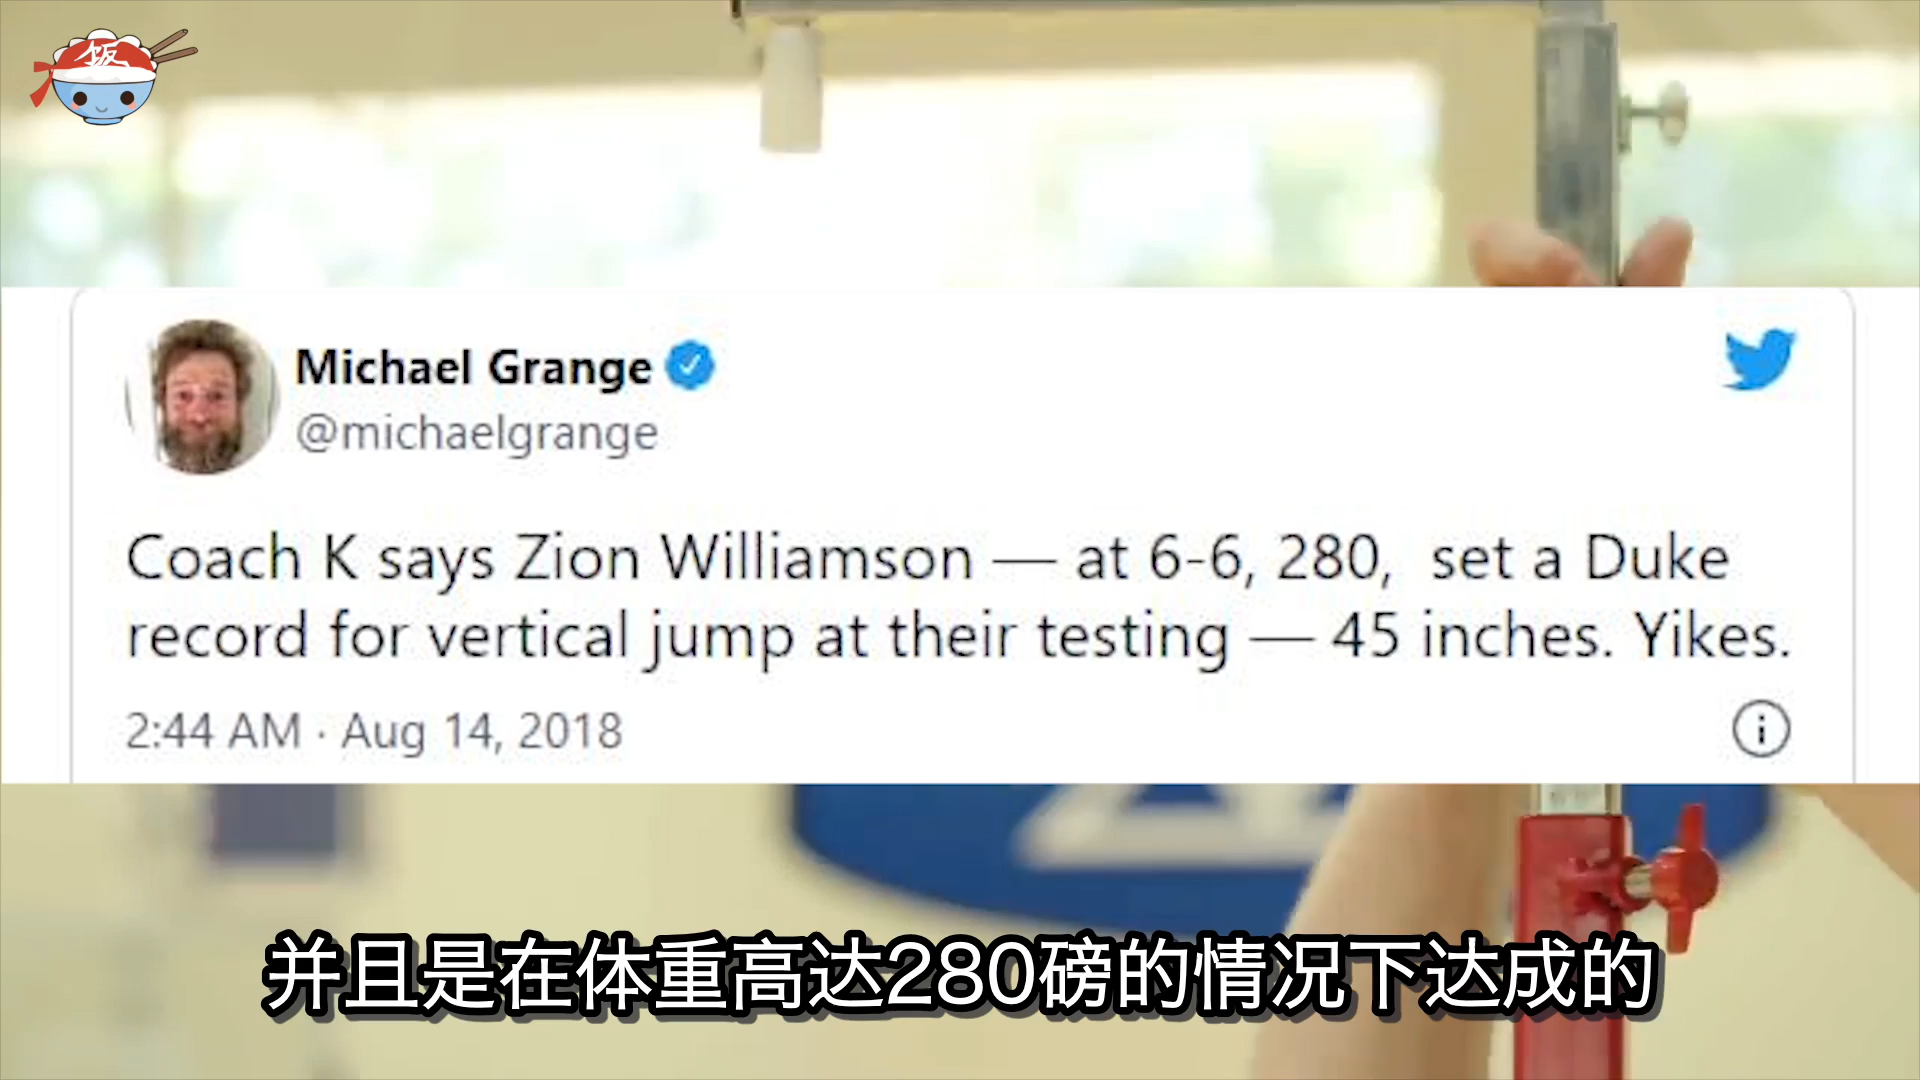 饭
Michael Grange
@michaelgrange
Coach K says Zion Williamson — at 6-6, 280, set a Duke
record for vertical jump at their testing — 45 inches. Yikes.
2:44 AM · Aug 14, 2018
并且是在体重高达280磅的情况下达成的